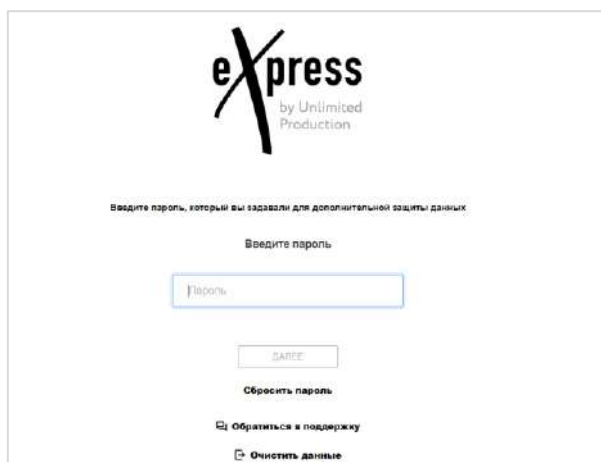 eXpress
by Unlimited
Production
Введите пароль, который вы задавали для дополнительной защиты данных
Введите пароль
Пароль
ДАЛЕЕ
Сбросить пароль
Обратиться в поддержку
Очистить данные